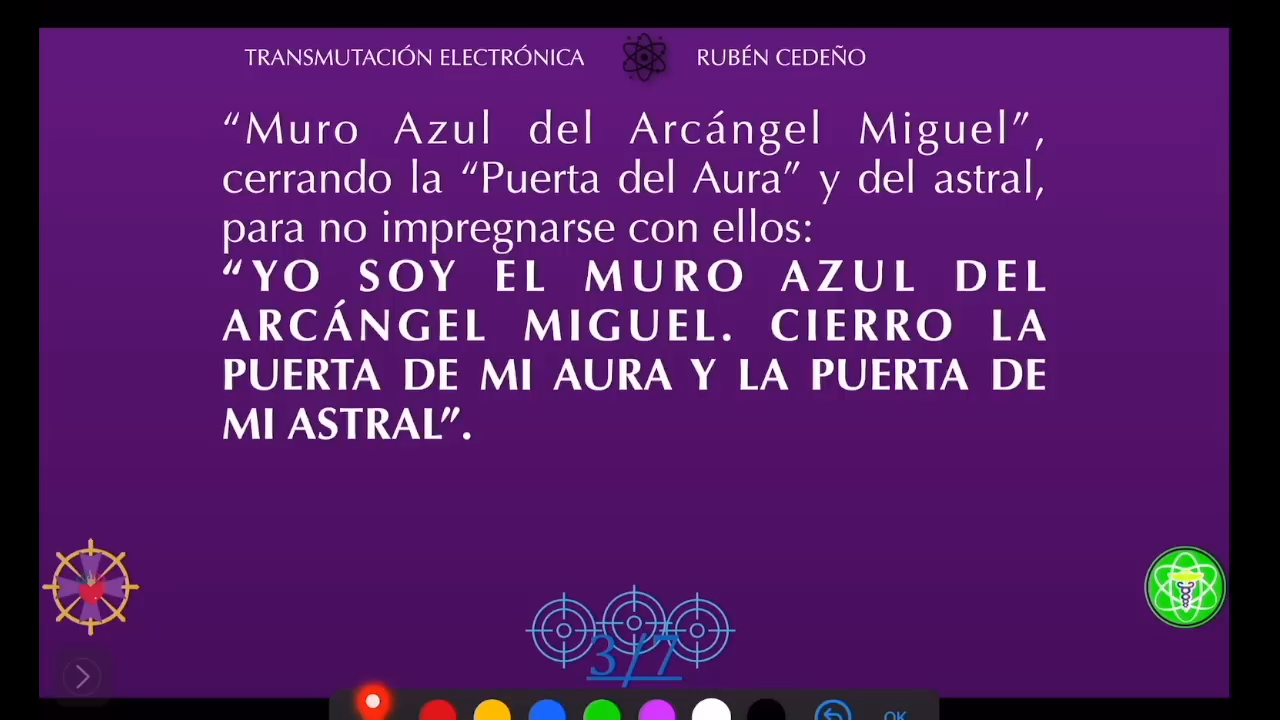 TRANSMUTACIÓN ELECTRÓNICA RUBÉN CEDEÑO
“Muro Azul del Arcángel Miguel”,
cerrando la “Puerta del Aura” y del astral,
para no impregnarse con ellos:
“YO SOY EL MURO AZUL DEL
ARCÁNGEL MIGUEL. CIERRO LA
PUERTA DE MI AURA Y LA PUERTA DE
MI ASTRAL”.
3/7
OK